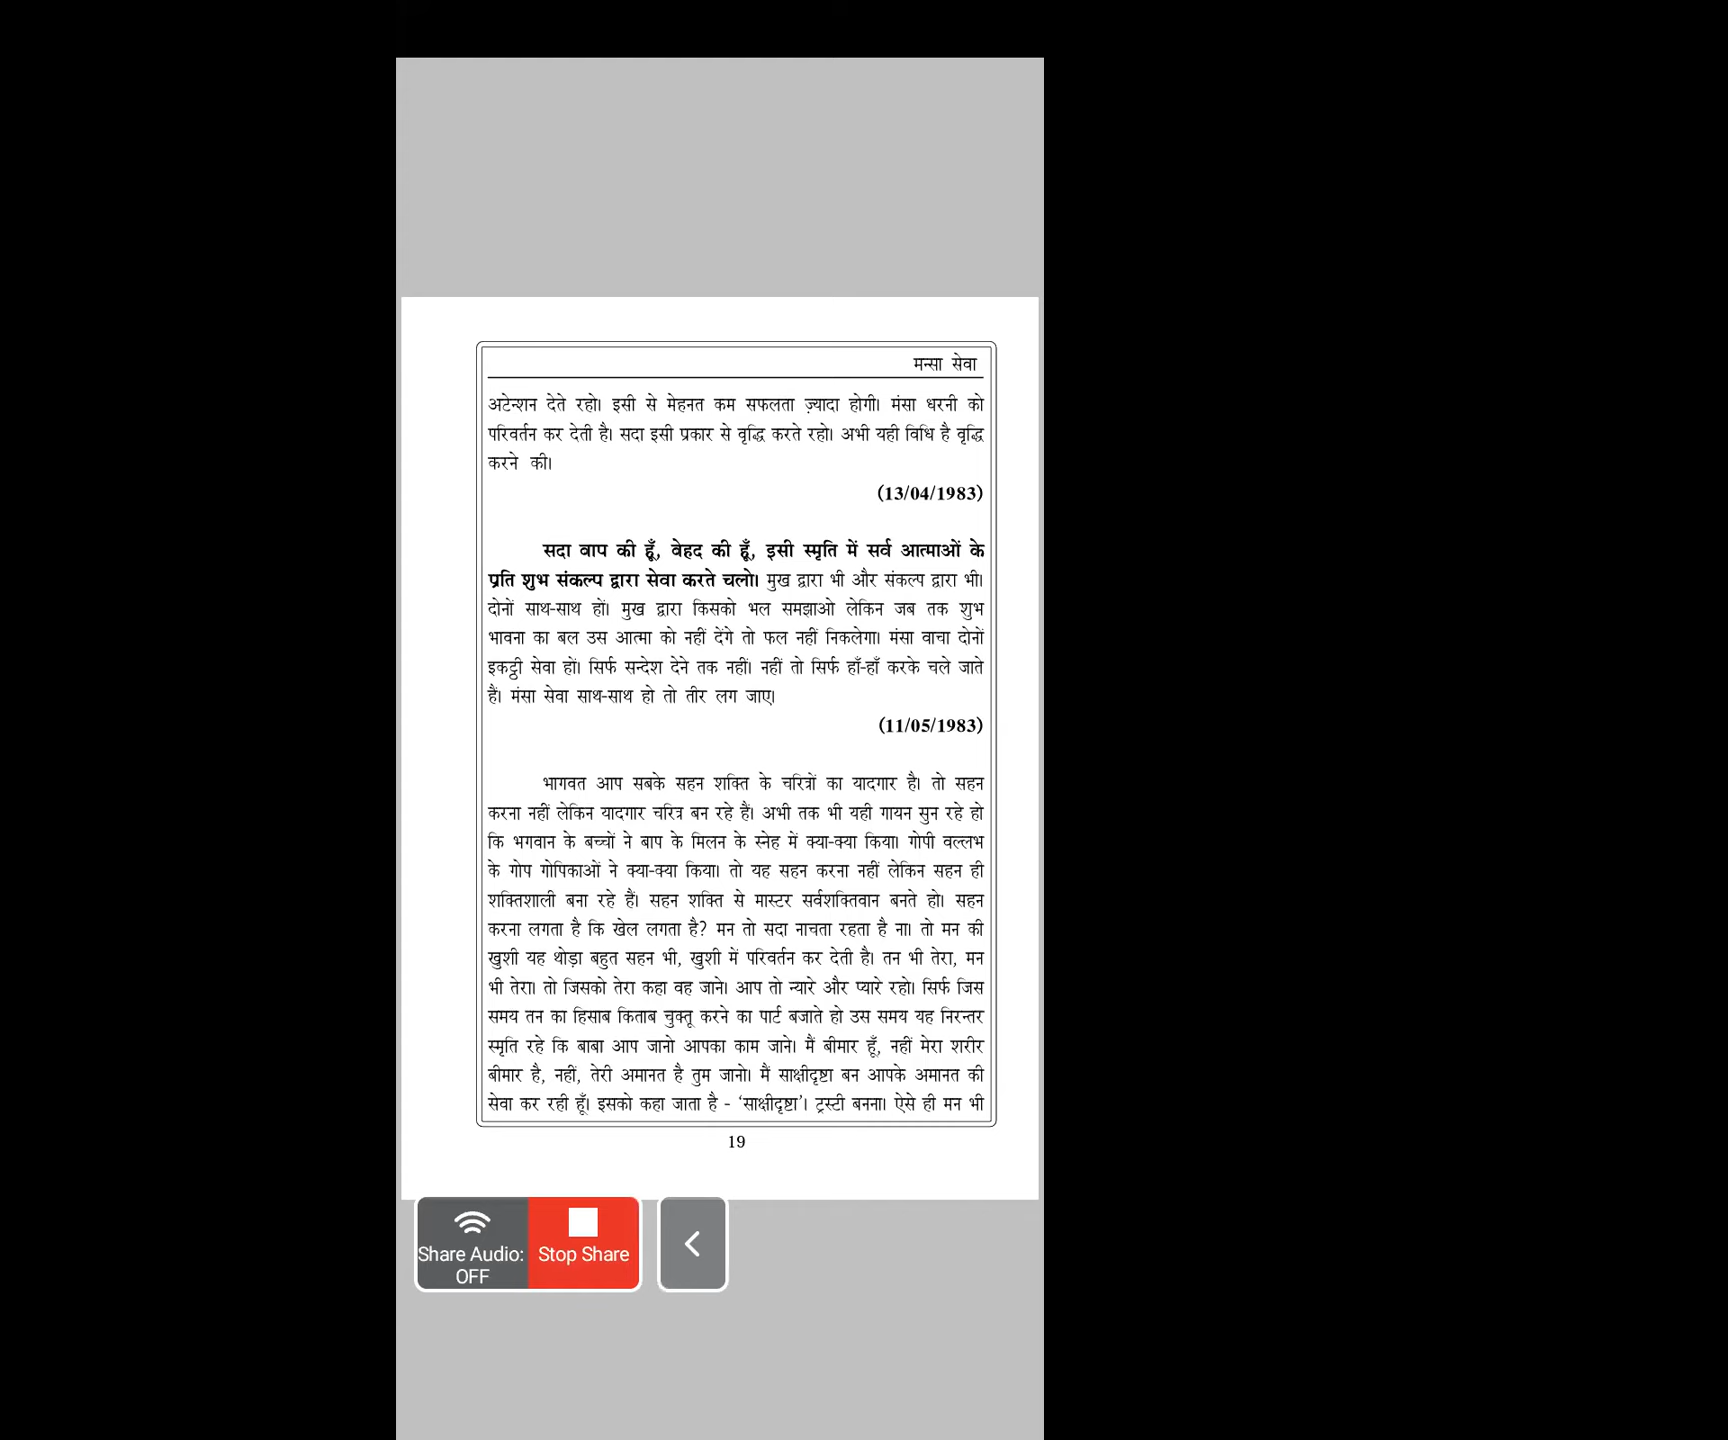 मन्सा सेवा
अटेन्शन देते रहो। इसी से मेहनत कम सफलता ज़्यादा होगी। मंसा धरनी को
परिवर्तन कर देती है। सदा इसी प्रकार से वृद्धि करते रहो। अभी यही विधि है वृद्धि
करने की।
(13/04/1983)
सदा बाप की हूँ, बेहद की हूँ, इसी स्मृति में सर्व आत्माओं के
प्रति शुभ संकल्प द्वारा सेवा करते चलो। मुख द्वारा भी और संकल्प द्वारा भी।
दोनों साथ-साथ हों। मुख द्वारा किसको भल समझाओ लेकिन जब तक शुभ
भावना का बल उस आत्मा को नहीं देंगे तो फल नहीं निकलेगा। मंसा वाचा दोनों
इकट्ठी सेवा हों। सिर्फ सन्देश देने तक नहीं। नहीं तो सिर्फ हाँ-हाँ करके चले जाते
हैं। मंसा सेवा साथ-साथ हो तो तीर लग जाए।
(11/05/1983)
भागवत आप सबके सहन शक्ति के चरित्रों का यादगार है। तो सहन
करना नहीं लेकिन यादगार चरित्र बन रहे हैं। अभी तक भी यही गायन सुन रहे हो
कि भगवान के बच्चों ने बाप के मिलन के स्नेह में क्या-क्या किया। गोपी वल्लभ
के गोप गोपिकाओं ने क्या-क्या किया। तो यह सहन करना नहीं लेकिन सहन ही
शक्तिशाली बना रहे हैं। सहन शक्ति से मास्टर सर्वशक्तिवान बनते हो। सहन
करना लगता है कि खेल लगता है? मन तो सदा नाचता रहता है ना। तो मन की
खुशी यह थोड़ा बहुत सहन भी, खुशी में परिवर्तन कर देती है। तन भी तेरा, मन
भी तेरा। तो जिसको तेरा कहा वह जाने। आप तो न्यारे और प्यारे रहो। सिर्फ जिस
समय तन का हिसाब किताब चुक्तू करने का पार्ट बजाते हो उस समय यह निरन्तर
स्मृति रहे कि बाबा आप जानो आपका काम जाने। मैं बीमार हूँ, नहीं मेरा शरीर
बीमार है, नहीं, तेरी अमानत है तुम जानो। मैं साक्षीदृष्टा बन आपके अमानत की
सेवा कर रही हूँ। इसको कहा जाता है - ‘साक्षीदृष्टा’। ट्रस्टी बनना। ऐसे ही मन भी
19
Share Audio: Stop Share
OFF